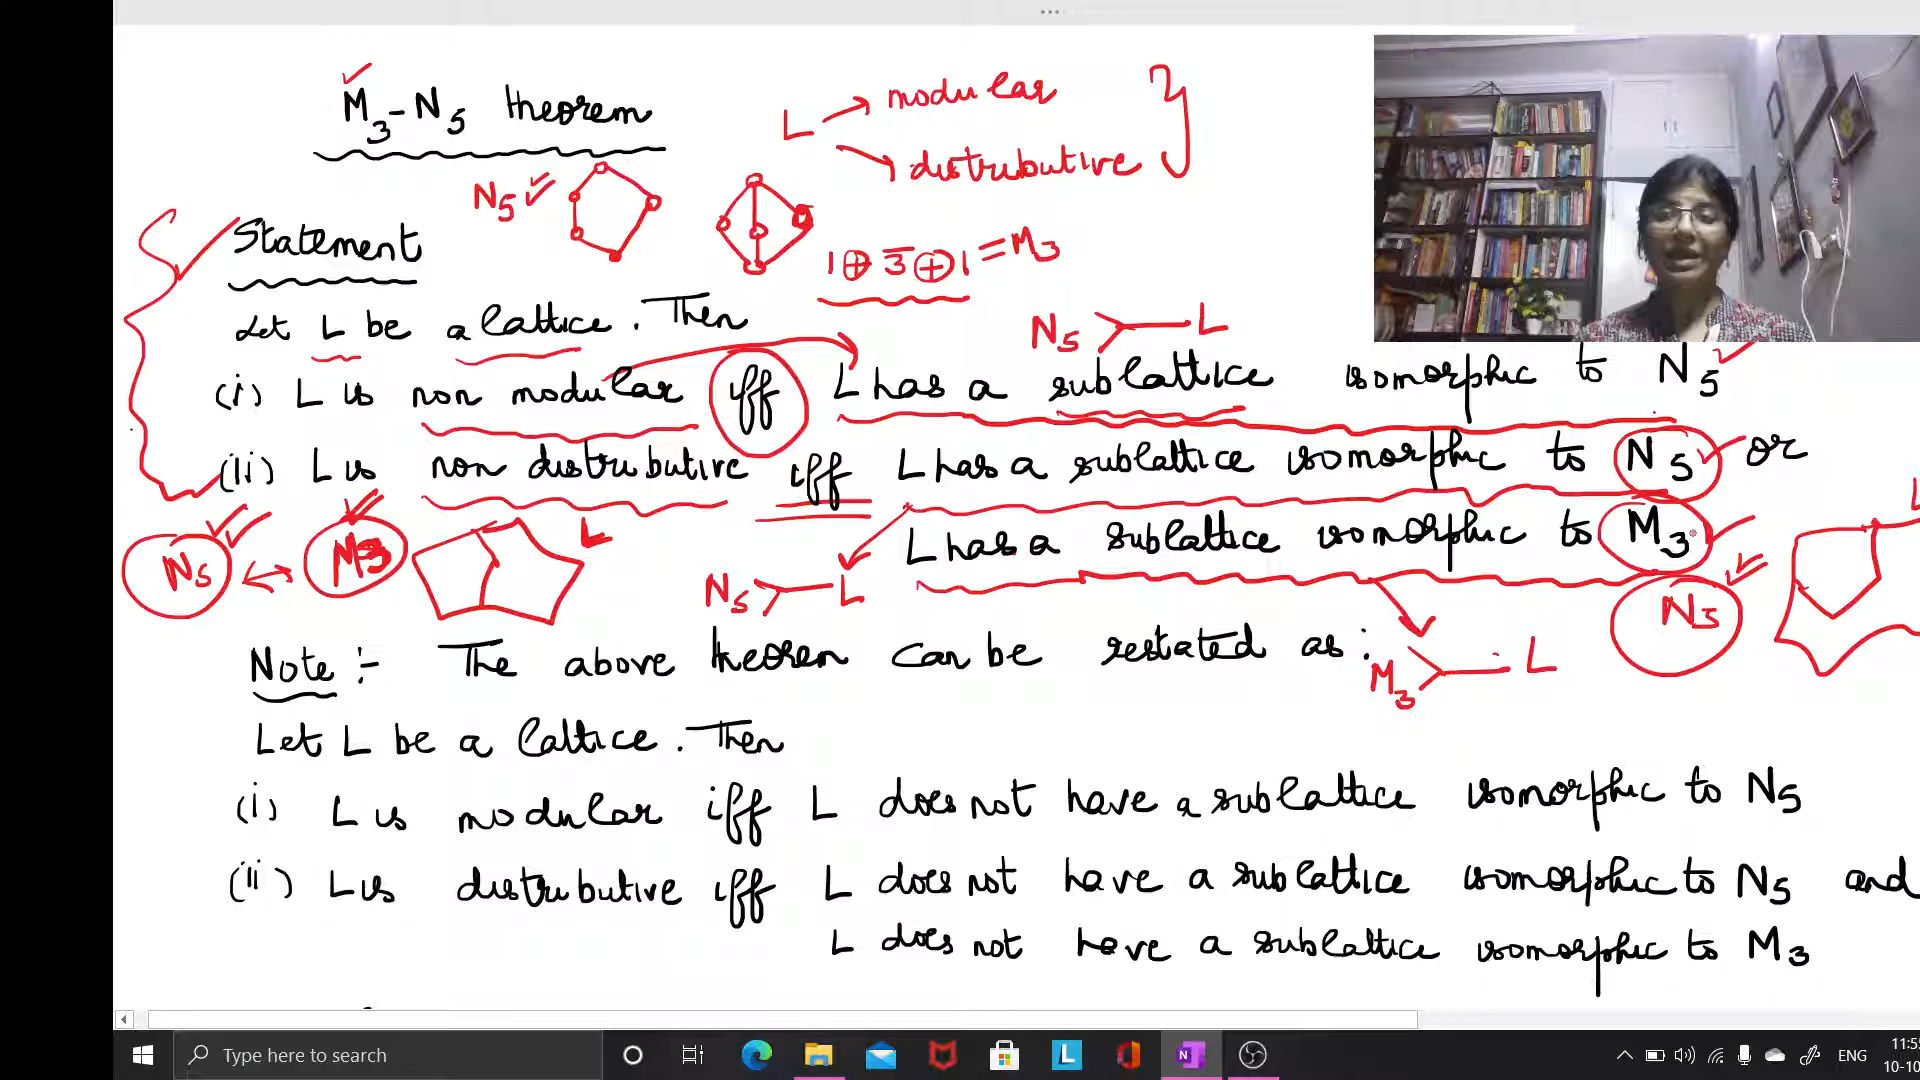 M3-N5 theorem
L → modular
→ distributive
N5
1 ⊕ 3̅ ⊕ 1 = M3
Statement
Let L be a lattice. Then
N5 >— L
(i) L is non modular iff L has a sublattice isomorphic to N5
(ii) L is non distributive iff L has a sublattice isomorphic to N5 or
L has a sublattice isomorphic to M3
N5 ↔ M3
L
L
N5 >— L
M3 >— L
N3
Note :- The above theorem can be restated as:
Let L be a lattice. Then
(i) L is modular iff L does not have a sublattice isomorphic to N5
(ii) L is distributive iff L does not have a sublattice isomorphic to N5 and
L does not have a sublattice isomorphic to M3
Type here to search
ENG
11:55
10-10